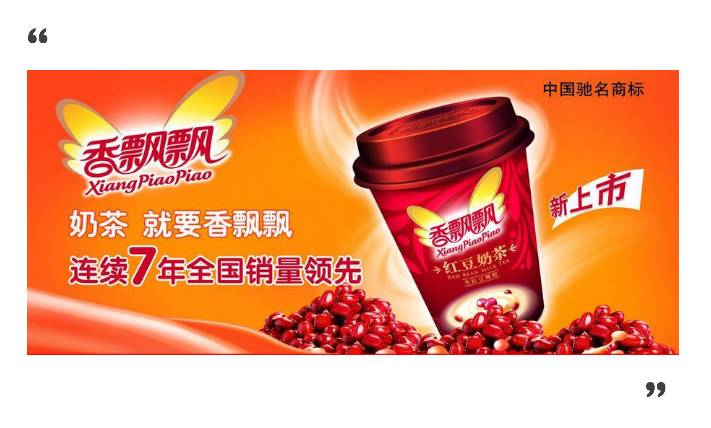 “
中国驰名商标
香飘飘
XiangPiaoPiao
奶茶 就要香飘飘
连续7年全国销量领先
新上市
香飘飘
XiangPiaoPiao
红豆奶茶
RED BEAN MILK TEA
”